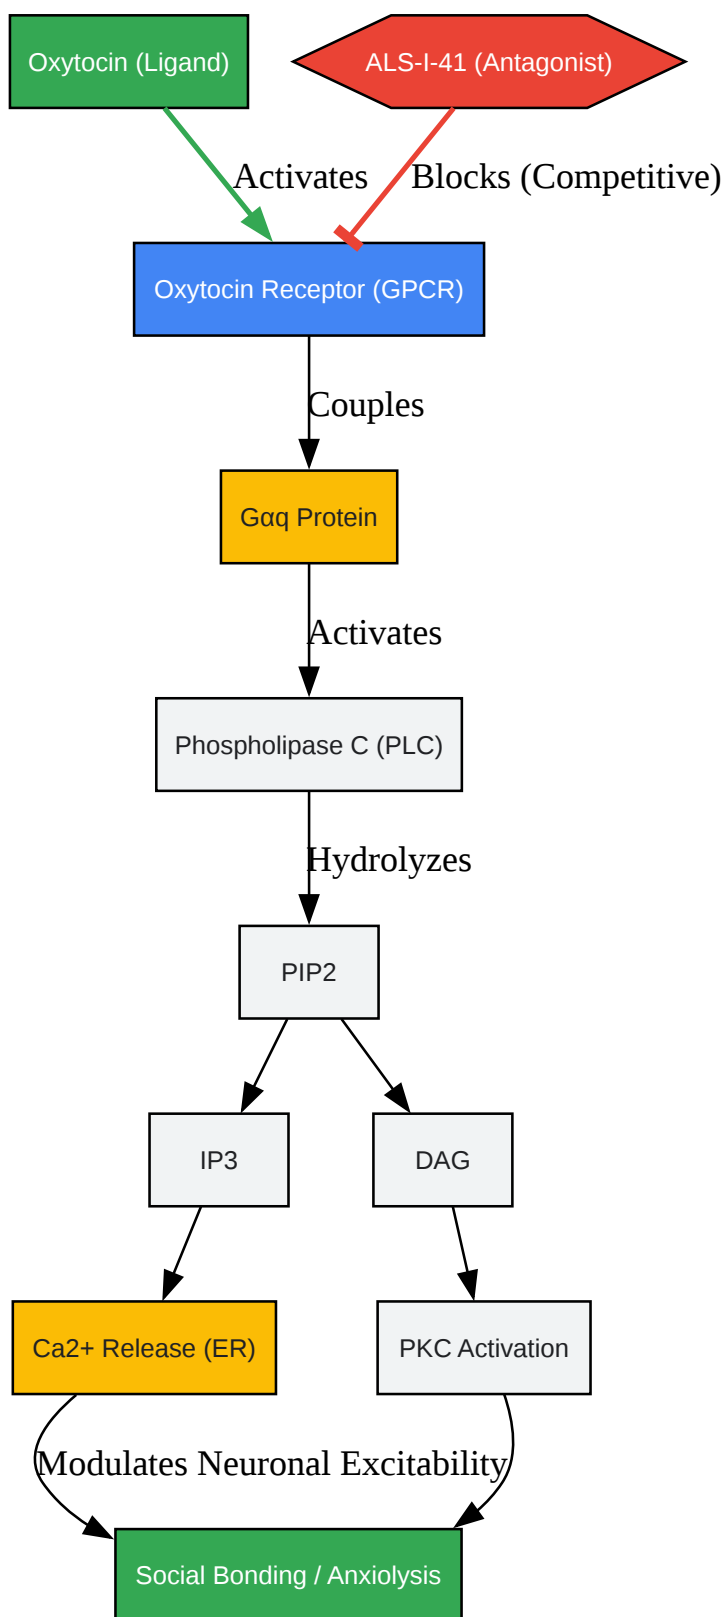 Oxytocin (Ligand)
ALS-I-41 (Antagonist)
Activates
Blocks (Competitive)
Oxytocin Receptor (GPCR)
Couples
Gαq Protein
Activates
Phospholipase C (PLC)
Hydrolyzes
PIP2
IP3
DAG
Ca2+ Release (ER)
PKC Activation
Modulates Neuronal Excitability
Social Bonding / Anxiolysis